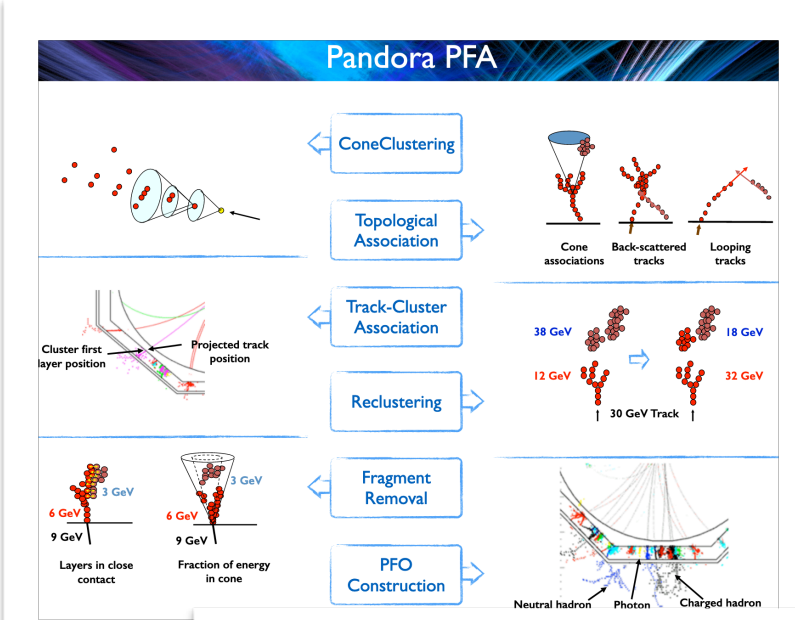 Pandora PFA
ConeClustering
Topological
Association
Cone
associations
Back-scattered
tracks
Looping
tracks
Track-Cluster
Association
Cluster first
layer position
Projected track
position
Reclustering
38 GeV
12 GeV
18 GeV
32 GeV
30 GeV Track
Fragment
Removal
3 GeV
6 GeV
9 GeV
Layers in close
contact
3 GeV
6 GeV
9 GeV
Fraction of energy
in cone
PFO
Construction
Neutral hadron
Photon
Charged hadron